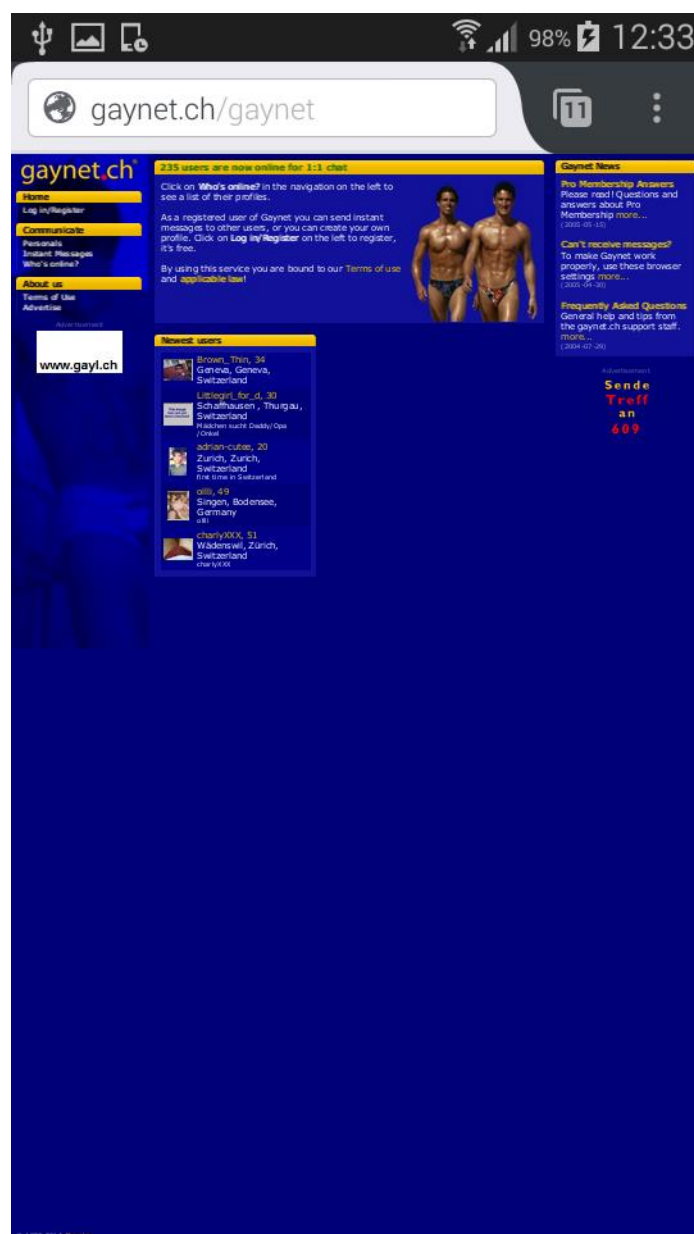 98% 12:33
gaynet.ch/gaynet
11
gaynet.ch
Home
Log in/Register
Communicate
Personals
Instant Messages
Who's online?
About us
Terms of Use
Advertise
Advertisement
www.gayl.ch
235 users are now online for 1:1 chat
Click on Who's online? in the navigation on the left to
see a list of their profiles.
As a registered user of Gaynet you can send instant
messages to other users, or you can create your own
profile. Click on Log in/Register on the left to register,
it's free.
By using this service you are bound to our Terms of use
and applicable law!
Newest users
Brown_Thin, 34
Geneva, Geneva,
Switzerland
Littlegirl_for_d, 30
Schaffhausen , Thurgau,
Switzerland
Mädchen sucht Daddy/Opa
/Onkel
adrian-cutee, 20
Zurich, Zurich,
Switzerland
first time in Switzerland
Singen, Bodensee,
Germany
charlyXXX, 51
Wädenswil, Zürich,
Switzerland
charlyXXX
Gaynet News
Pro Membership Answers
Please read! Questions and
answers about Pro
Membership more...
Can't receive messages?
To make Gaynet work
properly, use these browser
settings more...
(2005-04-30)
Frequently Asked Questions
General help and tips from
the gaynet.ch support staff.
more...
(2004-07-29)
Advertisement
Sende
Treff
an
609